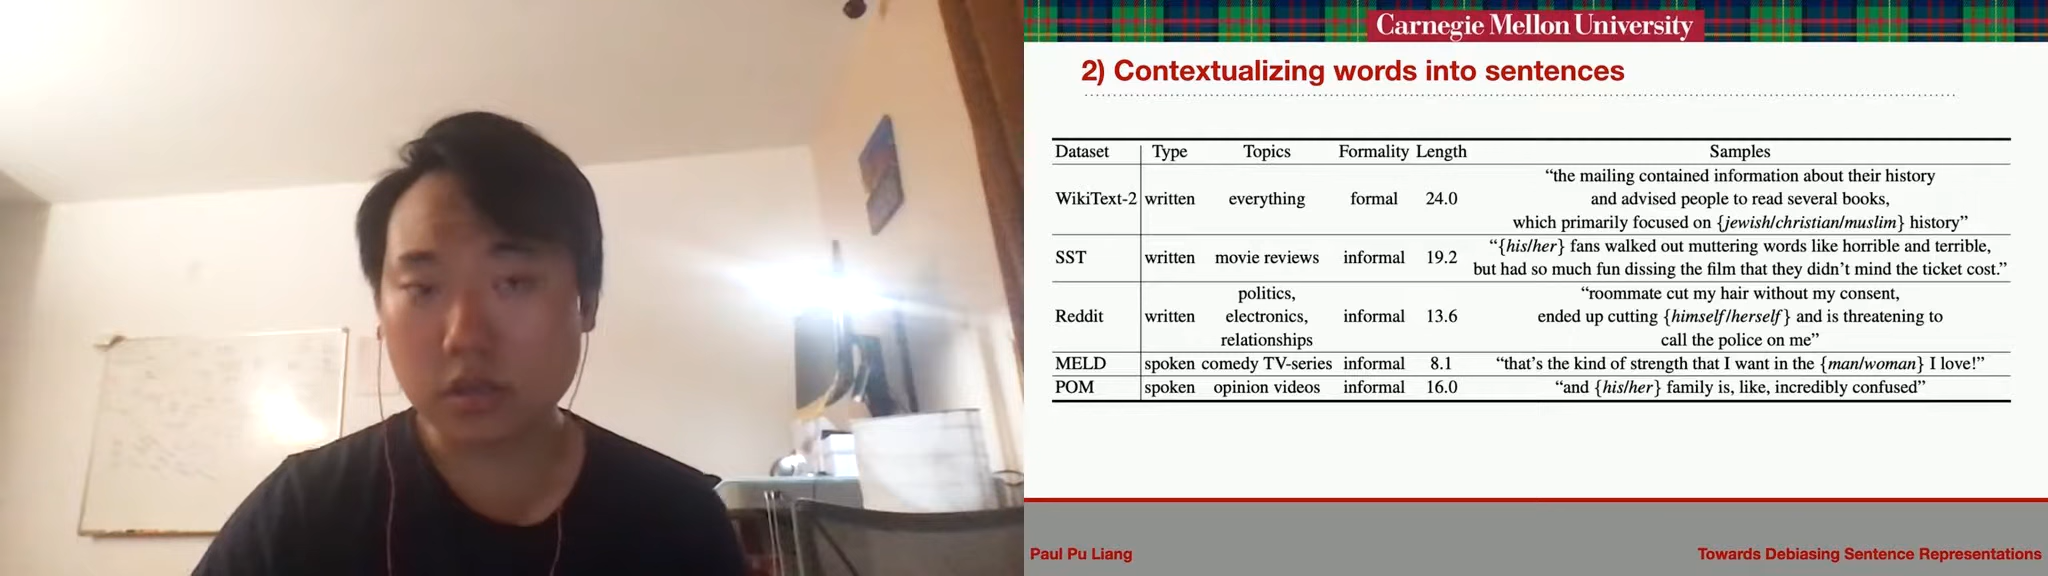 Carnegie Mellon University
2) Contextualizing words into sentences
Dataset Type Topics Formality Length Samples
WikiText-2 written everything formal 24.0 “the mailing contained information about their history
and advised people to read several books,
which primarily focused on {jewish/christian/muslim} history”
SST written movie reviews informal 19.2 “{his/her} fans walked out muttering words like horrible and terrible,
but had so much fun dissing the film that they didn’t mind the ticket cost.”
Reddit written politics, electronics, relationships informal 13.6 “roommate cut my hair without my consent,
ended up cutting {himself/herself} and is threatening to
call the police on me”
MELD spoken comedy TV-series informal 8.1 “that’s the kind of strength that I want in the {man/woman} I love!”
POM spoken opinion videos informal 16.0 “and {his/her} family is, like, incredibly confused”
Paul Pu Liang
Towards Debiasing Sentence Representations